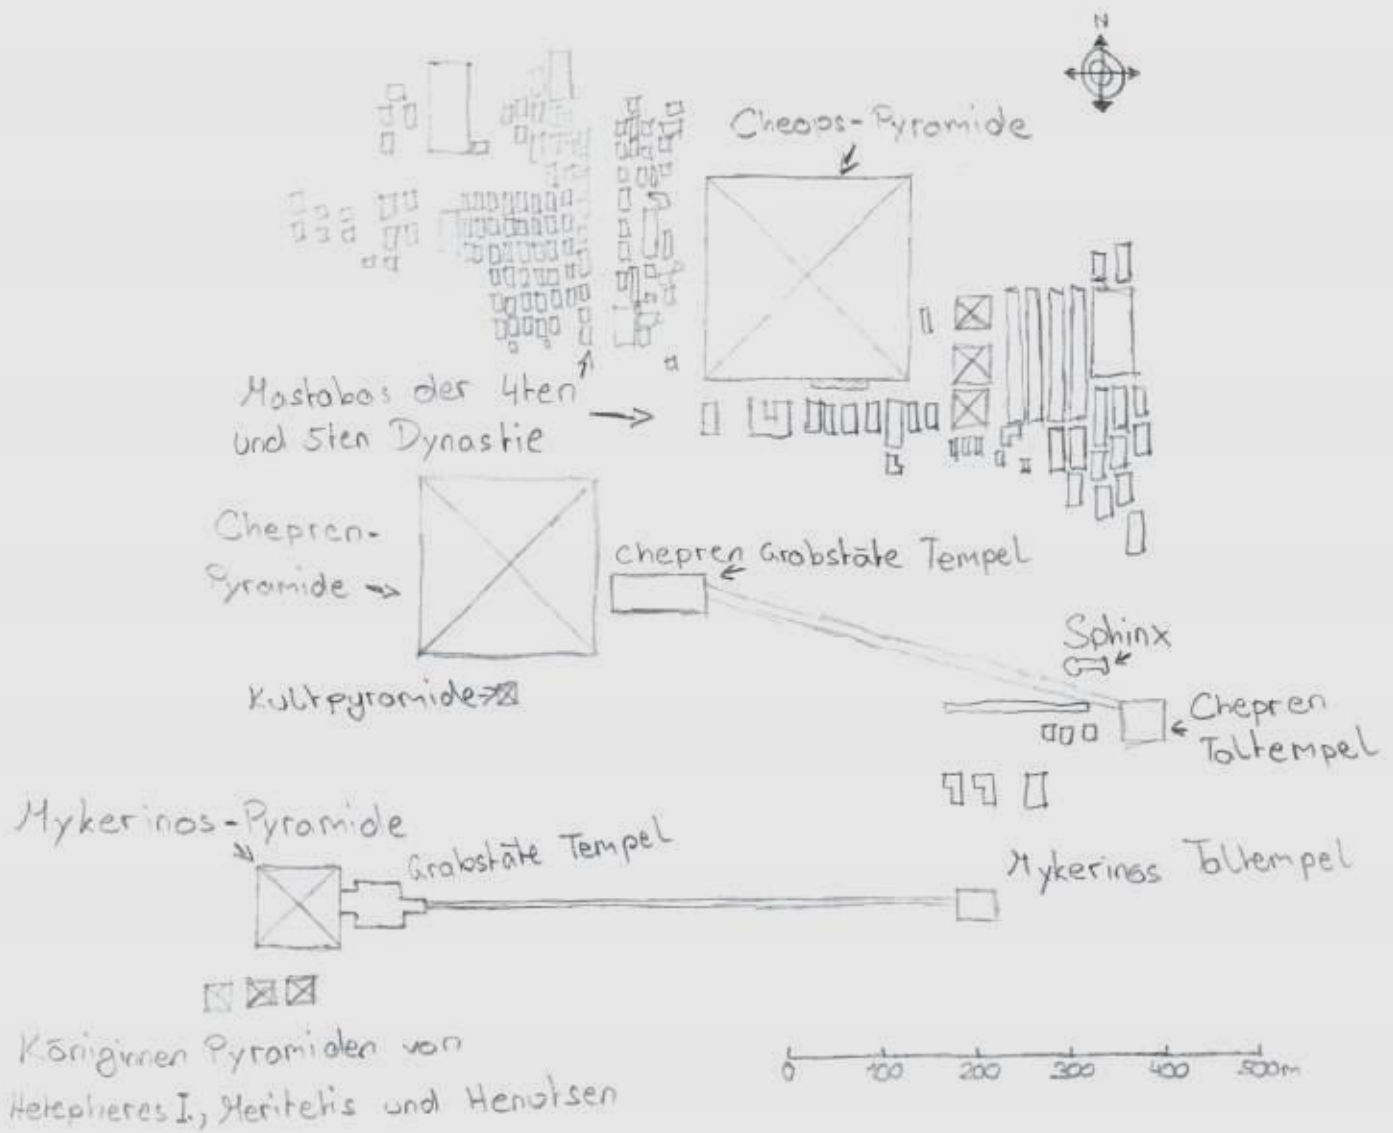 N
Cheops-Pyramide
Mastabas der 4ten
und 5ten Dynastie
Chepren-
Pyramide
Chepren Grabstäte Tempel
Sphinx
Kultpyramide
Chepren
Taltempel
Mykerinos-Pyramide
Grabstäte Tempel
Mykerinos Taltempel
Königinnen Pyramiden von
Hetepheres I., Meritetis und Henutsen
0 100 200 300 400 500m